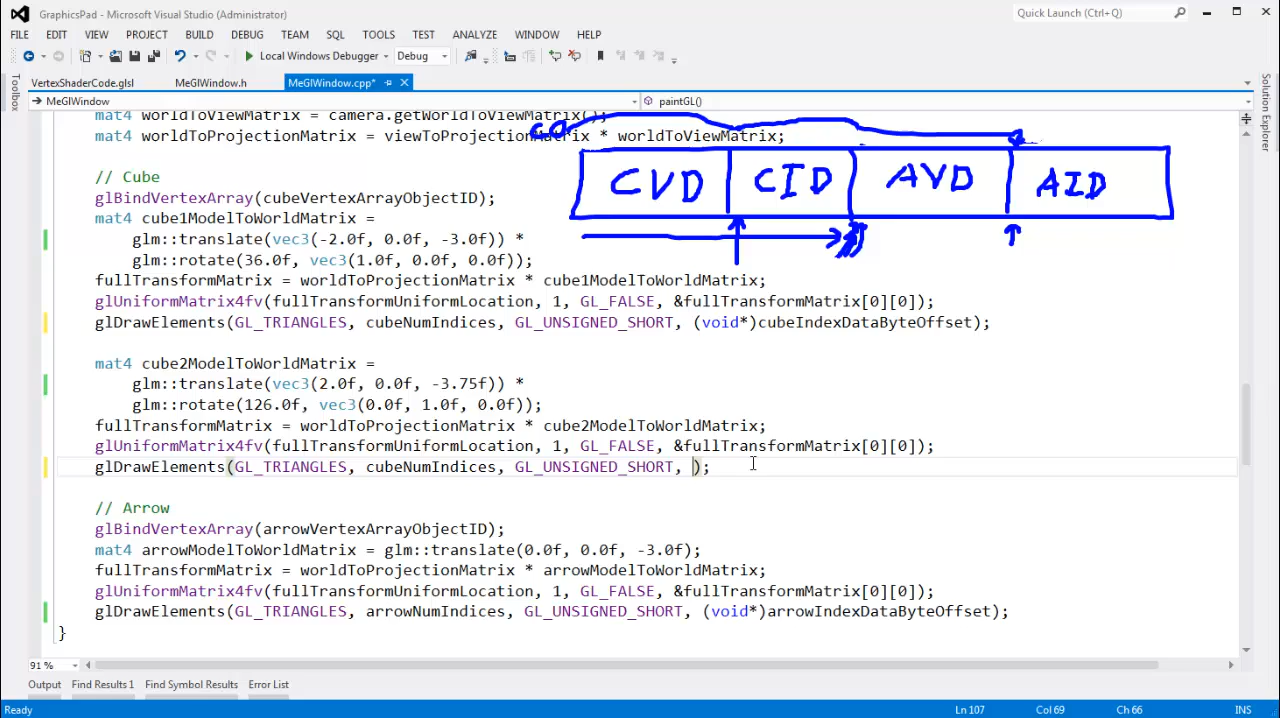 GraphicsPad - Microsoft Visual Studio (Administrator)
Quick Launch (Ctrl+Q)
FILE EDIT VIEW PROJECT BUILD DEBUG TEAM SQL TOOLS TEST ANALYZE WINDOW HELP
Local Windows Debugger Debug
VertexShaderCode.glsl MeGlWindow.h MeGlWindow.cpp*
MeGlWindow paintGL()
Toolbox
Solution Explorer
mat4 worldToViewMatrix = camera.getWorldToViewMatrix();
mat4 worldToProjectionMatrix = viewToProjectionMatrix * worldToViewMatrix;
CVD CID AVD AID
// Cube
glBindVertexArray(cubeVertexArrayObjectID);
mat4 cube1ModelToWorldMatrix =
glm::translate(vec3(-2.0f, 0.0f, -3.0f)) *
glm::rotate(36.0f, vec3(1.0f, 0.0f, 0.0f));
fullTransformMatrix = worldToProjectionMatrix * cube1ModelToWorldMatrix;
glUniformMatrix4fv(fullTransformUniformLocation, 1, GL_FALSE, &fullTransformMatrix[0][0]);
glDrawElements(GL_TRIANGLES, cubeNumIndices, GL_UNSIGNED_SHORT, (void*)cubeIndexDataByteOffset);
mat4 cube2ModelToWorldMatrix =
glm::translate(vec3(2.0f, 0.0f, -3.75f)) *
glm::rotate(126.0f, vec3(0.0f, 1.0f, 0.0f));
fullTransformMatrix = worldToProjectionMatrix * cube2ModelToWorldMatrix;
glUniformMatrix4fv(fullTransformUniformLocation, 1, GL_FALSE, &fullTransformMatrix[0][0]);
glDrawElements(GL_TRIANGLES, cubeNumIndices, GL_UNSIGNED_SHORT, );
// Arrow
glBindVertexArray(arrowVertexArrayObjectID);
mat4 arrowModelToWorldMatrix = glm::translate(0.0f, 0.0f, -3.0f);
fullTransformMatrix = worldToProjectionMatrix * arrowModelToWorldMatrix;
glUniformMatrix4fv(fullTransformUniformLocation, 1, GL_FALSE, &fullTransformMatrix[0][0]);
glDrawElements(GL_TRIANGLES, arrowNumIndices, GL_UNSIGNED_SHORT, (void*)arrowIndexDataByteOffset);
}
91 %
Output Find Results 1 Find Symbol Results Error List
Ready Ln 107 Col 69 Ch 66 INS